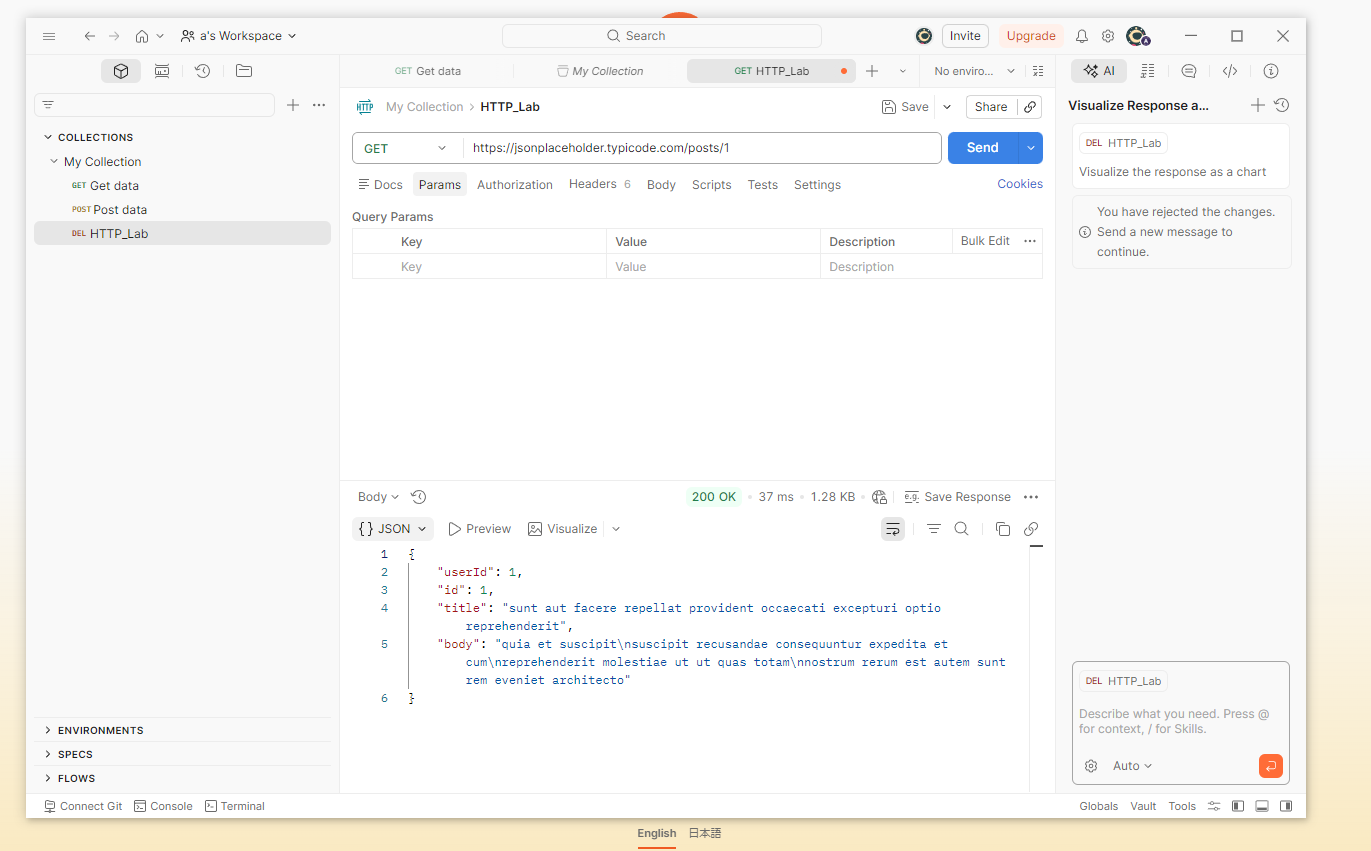 a's Workspace
Search
Invite
Upgrade
A
GET Get data
My Collection
GET HTTP_Lab
No enviro...
AI
COLLECTIONS
My Collection
GET Get data
POST Post data
DEL HTTP_Lab
ENVIRONMENTS
SPECS
FLOWS
HTTP
My Collection > HTTP_Lab
Save
Share
GET
https://jsonplaceholder.typicode.com/posts/1
Send
Docs
Params
Authorization
Headers 6
Body
Scripts
Tests
Settings
Cookies
Query Params
Key
Value
Description
Bulk Edit
Key
Value
Description
Body
200 OK
37 ms
1.28 KB
e.g.
Save Response
{ } JSON
Preview
Visualize
1 {
2 "userId": 1,
3 "id": 1,
4 "title": "sunt aut facere repellat provident occaecati excepturi optio
reprehenderit",
5 "body": "quia et suscipit\nsuscipit recusandae consequuntur expedita et
cum\nreprehenderit molestiae ut ut quas totam\nnostrum rerum est autem sunt
rem eveniet architecto"
6 }
Visualize Response a...
DEL HTTP_Lab
Visualize the response as a chart
You have rejected the changes.
Send a new message to
continue.
DEL HTTP_Lab
Describe what you need. Press @
for context, / for Skills.
Auto
Connect Git
Console
Terminal
Globals
Vault
Tools
English
日本語